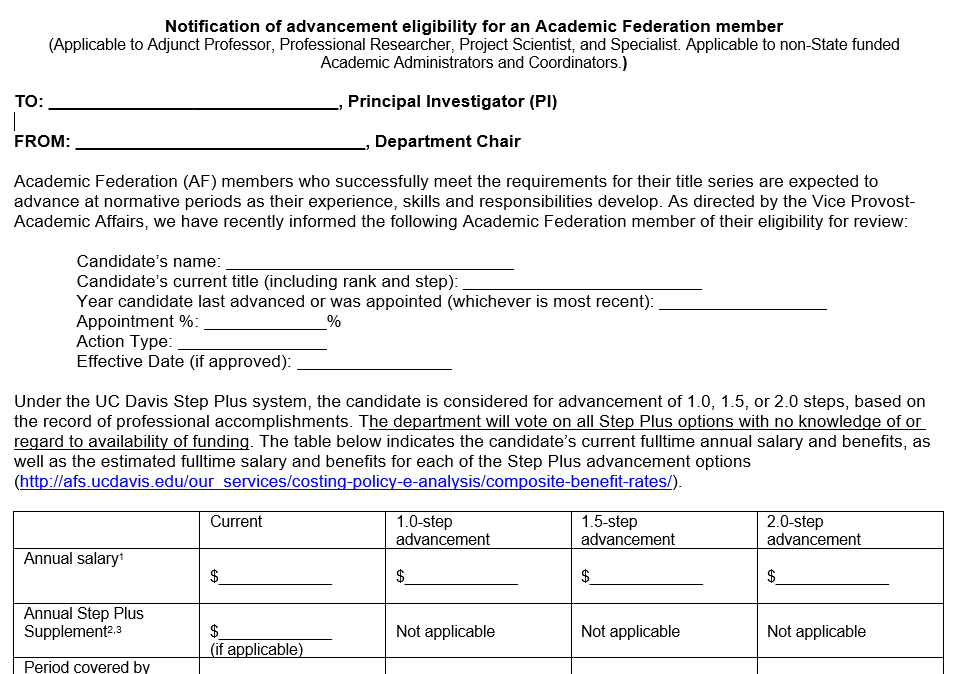 Notification of advancement eligibility for an Academic Federation member
(Applicable to Adjunct Professor, Professional Researcher, Project Scientist, and Specialist. Applicable to non-State funded
Academic Administrators and Coordinators.)
TO: ______________________________, Principal Investigator (PI)
FROM: ______________________________, Department Chair
Academic Federation (AF) members who successfully meet the requirements for their title series are expected to
advance at normative periods as their experience, skills and responsibilities develop. As directed by the Vice Provost-
Academic Affairs, we have recently informed the following Academic Federation member of their eligibility for review:
Candidate's name: ______________________________
Candidate's current title (including rank and step): _________________________
Year candidate last advanced or was appointed (whichever is most recent): __________________
Appointment %: _____________%
Action Type: ________________
Effective Date (if approved): ________________
Under the UC Davis Step Plus system, the candidate is considered for advancement of 1.0, 1.5, or 2.0 steps, based on
the record of professional accomplishments. The department will vote on all Step Plus options with no knowledge of or
regard to availability of funding. The table below indicates the candidate's current fulltime annual salary and benefits, as
well as the estimated fulltime salary and benefits for each of the Step Plus advancement options
(http://afs.ucdavis.edu/our_services/costing-policy-e-analysis/composite-benefit-rates/).
Current 1.0-step advancement 1.5-step advancement 2.0-step advancement
Annual salary¹ $____________ $____________ $____________ $____________
Annual Step Plus Supplement²,³ $____________ (if applicable) Not applicable Not applicable Not applicable
Period covered by